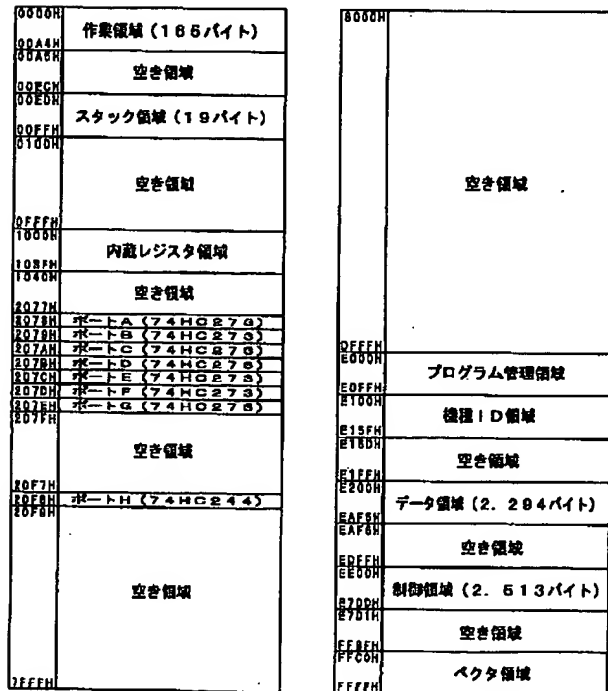 0000H
作業領域(165バイト)
00A4H
00A5H
空き領域
00ECH
00EDH
スタック領域(19バイト)
00FFH
0100H
空き領域
0FFFH
1000H
内蔵レジスタ領域
103FH
1040H
空き領域
2077H
2078H ポートA(74HC273)
2079H ポートB(74HC273)
207AH ポートC(74HC273)
207BH ポートD(74HC273)
207CH ポートE(74HC273)
207DH ポートF(74HC273)
207EH ポートG(74HC273)
207FH
空き領域
20F7H
20F8H ポートH(74HC244)
20F9H
空き領域
7FFFH
8000H
空き領域
DFFFH
E000H
プログラム管理領域
E0FFH
E100H
機種ID領域
E15FH
E160H
空き領域
E1FFH
E200H
データ領域(2.294バイト)
EAF5H
EAF6H
空き領域
EDFFH
EE00H
制御領域(2.513バイト)
空き領域
FFBFH
FFC0H
ベクタ領域
FFFFH